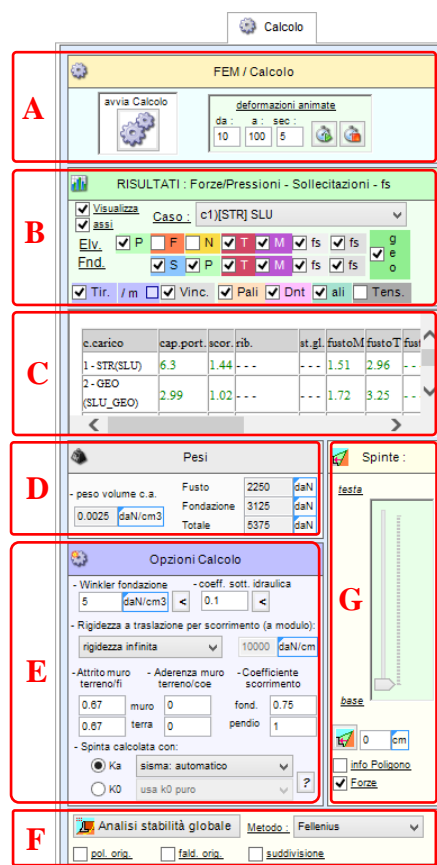 Calcolo
A
FEM / Calcolo
avvia Calcolo
deformazioni animate
da : a : sec :
10 100 5
B
RISULTATI : Forze/Pressioni - Sollecitazioni - fs
Visualizza
assi
Caso : c1)[STR] SLU
Elv. P F N T M fs fs
Fnd. S P T M fs fs
g
e
o
Tir. / m Vinc. Pali Dnt ali Tens.
C
c.carico cap.port. scor. rib. st.gl. fustoM fustoT fust
1 - STR(SLU) 6.3 1.44 - - - - - - 1.51 2.96 - -
2 - GEO
(SLU_GEO) 2.99 1.02 - - - - - - 1.72 3.25 - -
D
Pesi
- peso volume c.a.
0.0025 daN/cm3
Fusto 2250 daN
Fondazione 3125 daN
Totale 5375 daN
E
Opzioni Calcolo
- Winkler fondazione - coeff. sott. idraulica
5 daN/cm3 < 0.1 <
- Rigidezza a traslazione per scorrimento (a modulo):
rigidezza infinita 10000 daN/cm
- Attrito muro - Aderenza muro - Coefficiente
terreno/fi terreno/coe scorrimento
0.67 muro 0 fond. 0.75
0.67 terra 0 pendio 1
- Spinta calcolata con:
Ka sisma: automatico
K0 usa k0 puro ?
G
Spinte :
testa
base
0 cm
info Poligono
Forze
F
Analisi stabilità globale Metodo : Fellenius
pol. orig. fald. orig. suddivisione